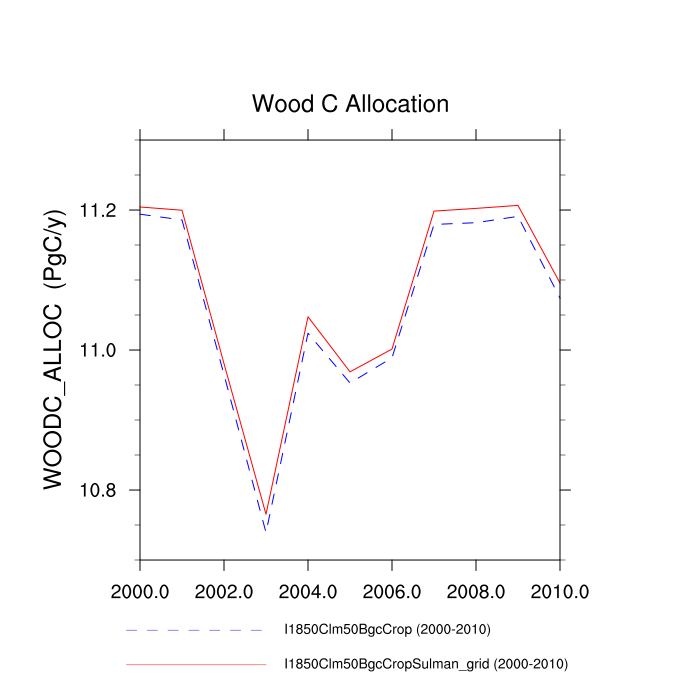 Wood C Allocation
WOODC_ALLOC (PgC/y)
11.2
11.0
10.8
2000.0 2002.0 2004.0 2006.0 2008.0 2010.0
I1850Clm50BgcCrop (2000-2010)
I1850Clm50BgcCropSulman_grid (2000-2010)